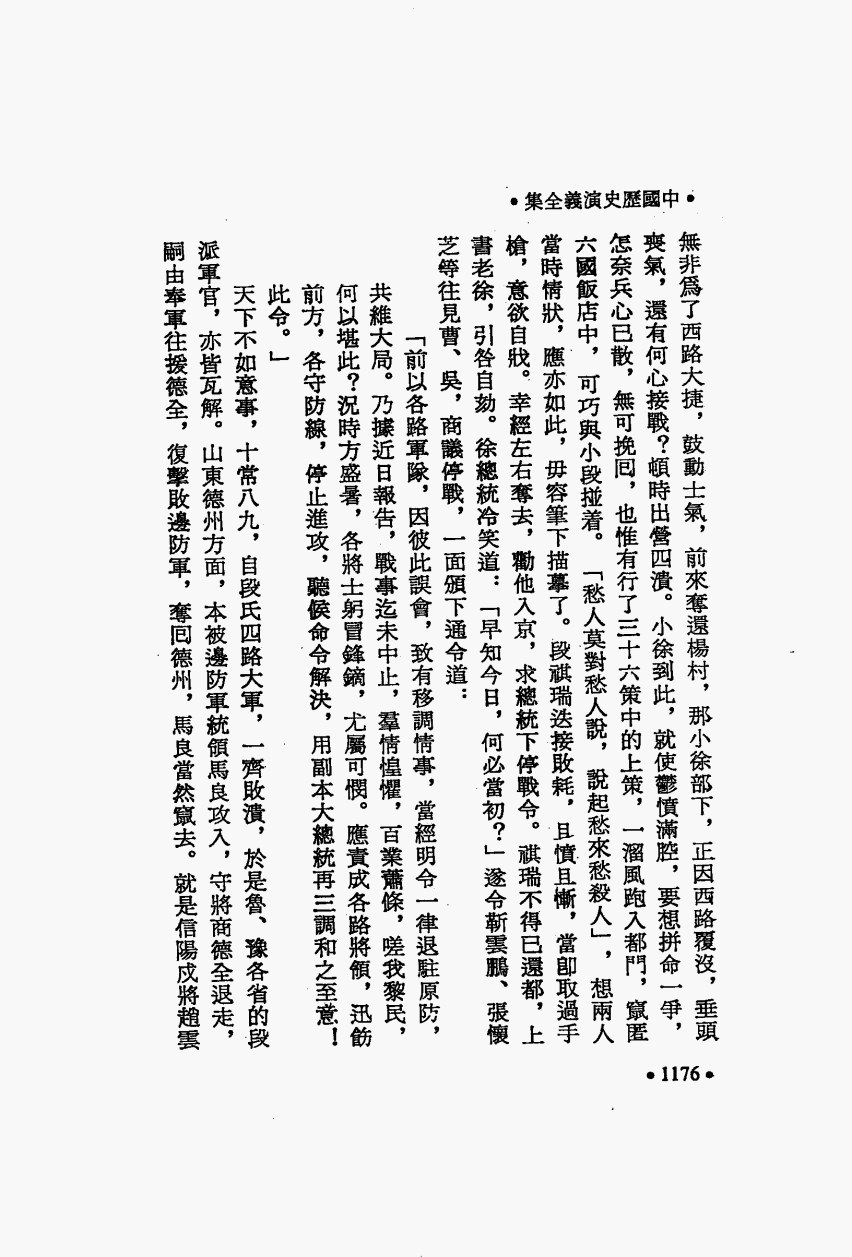 •中國歷史演義全集•
無非爲了西路大捷，鼓動士氣，前來奪還楊村，那小徐部下，正因西路覆沒，垂頭
喪氣，還有何心接戰？頓時出營四潰。小徐到此，就使鬱憤滿腔，要想拼命一爭，
怎奈兵心已散，無可挽囘，也惟有行了三十六策中的上策，一溜風跑入都門，竄匿
六國飯店中，可巧與小段掽着。「愁人莫對愁人說，說起愁來愁殺人」，想兩人
當時情狀，應亦如此，毋容筆下描摹了。段祺瑞迭接敗耗，且憤且慚，當卽取過手
槍，意欲自戕。幸經左右奪去，勸他入京，求總統下停戰令。祺瑞不得已還都，上
書老徐，引咎自劾。徐總統冷笑道：「早知今日，何必當初？」遂令靳雲鵬、張懷
芝等往見曹、吳，商議停戰，一面頒下通令道：
「前以各路軍隊，因彼此誤會，致有移調情事，當經明令一律退駐原防，
共維大局。乃據近日報告，戰事迄未中止，羣情惶懼，百業蕭條，嗟我黎民，
何以堪此？況時方盛暑，各將士躬冒鋒鏑，尤屬可憫。應責成各路將領，迅飭
前方，各守防線，停止進攻，聽候命令解決，用副本大總統再三調和之至意！
此令。」
天下不如意事，十常八九，自段氏四路大軍，一齊敗潰，於是魯、豫各省的段
派軍官，亦皆瓦解。山東德州方面，本被邊防軍統領馬良攻入，守將商德全退走，
嗣由奉軍往援德全，復擊敗邊防軍，奪囘德州，馬良當然竄去。就是信陽戍將趙雲
•1176•